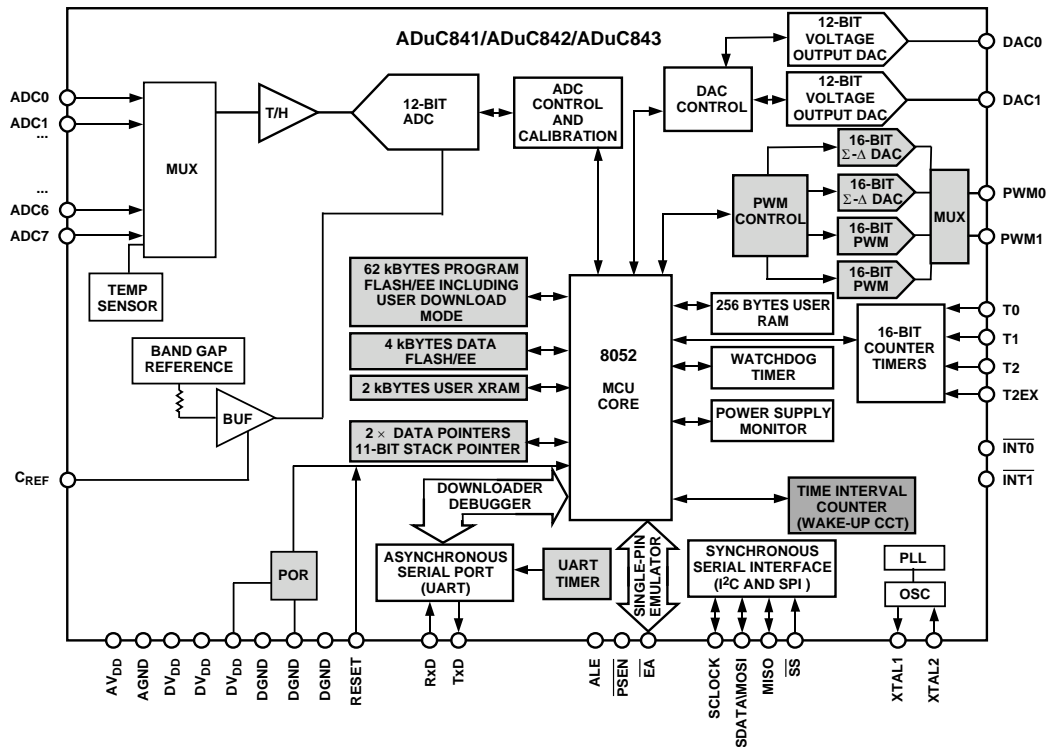 ADuC841/ADuC842/ADuC843
12-BIT
VOLTAGE
OUTPUT DAC
DAC0
12-BIT
VOLTAGE
OUTPUT DAC
DAC1
ADC0
ADC1
...
...
ADC6
ADC7
MUX
T/H
12-BIT
ADC
ADC
CONTROL
AND
CALIBRATION
DAC
CONTROL
16-BIT
Σ-Δ DAC
16-BIT
Σ-Δ DAC
16-BIT
PWM
16-BIT
PWM
PWM
CONTROL
MUX
PWM0
PWM1
TEMP
SENSOR
62 kBYTES PROGRAM
FLASH/EE INCLUDING
USER DOWNLOAD
MODE
4 kBYTES DATA
FLASH/EE
2 kBYTES USER XRAM
2 × DATA POINTERS
11-BIT STACK POINTER
8052
MCU
CORE
256 BYTES USER
RAM
WATCHDOG
TIMER
POWER SUPPLY
MONITOR
16-BIT
COUNTER
TIMERS
T0
T1
T2
T2EX
INT0
INT1
BAND GAP
REFERENCE
BUF
CREF
DOWNLOADER
DEBUGGER
TIME INTERVAL
COUNTER
(WAKE-UP CCT)
POR
ASYNCHRONOUS
SERIAL PORT
(UART)
UART
TIMER
SINGLE-PIN
EMULATOR
SYNCHRONOUS
SERIAL INTERFACE
(I2C AND SPI )
PLL
OSC
AVDD
AGND
DVDD
DVDD
DVDD
DGND
DGND
DGND
RESET
RxD
TxD
ALE
PSEN
EA
SCLOCK
SDATA\MOSI
MISO
SS
XTAL1
XTAL2